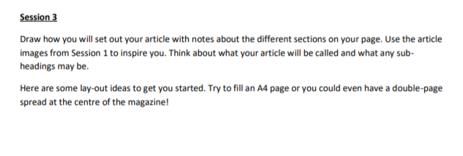 Session 3
Draw how you will set out your article with notes about the different sections on your page. Use the article
images from Session 1 to inspire you. Think about what your article will be called and what any sub-
headings may be.
Here are some lay-out ideas to get you started. Try to fill an A4 page or you could even have a double-page
spread at the centre of the magazine!